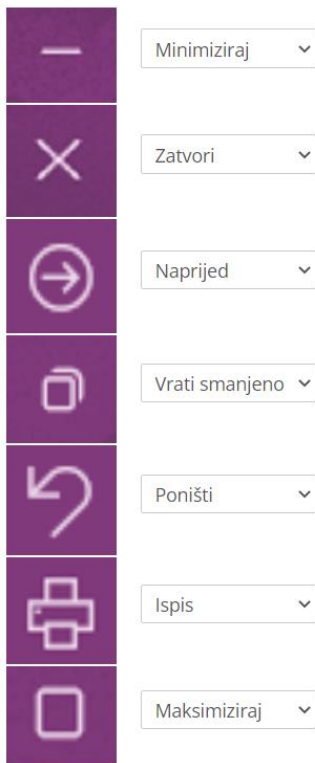 Minimiziraj
Zatvori
Naprijed
Vrati smanjeno
Poništi
Ispis
Maksimiziraj